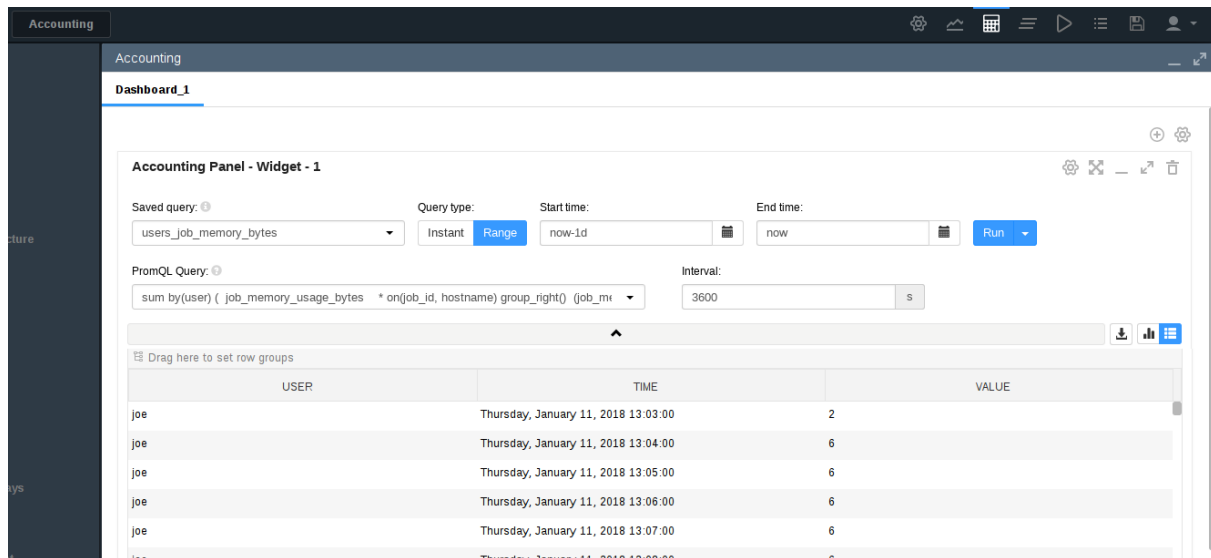 Accounting
Accounting
Dashboard_1
Accounting Panel - Widget - 1
Saved query:
Query type:
Start time:
End time:
users_job_memory_bytes
Instant
Range
now-1d
now
Run
PromQL Query:
Interval:
sum by(user) ( job_memory_usage_bytes * on(job_id, hostname) group_right() (job_me
3600
s
cture
Drag here to set row groups
USER TIME VALUE
joe Thursday, January 11, 2018 13:03:00 2
joe Thursday, January 11, 2018 13:04:00 6
joe Thursday, January 11, 2018 13:05:00 6
ays
joe Thursday, January 11, 2018 13:06:00 6
joe Thursday, January 11, 2018 13:07:00 6